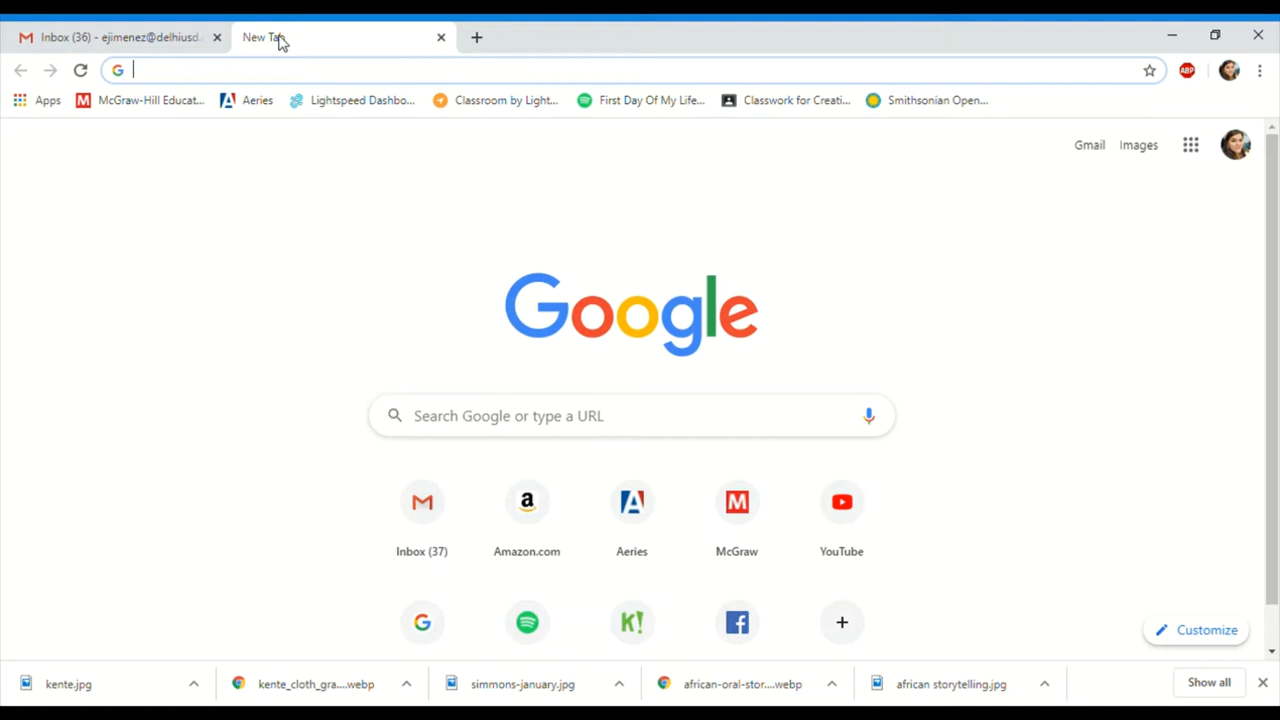 Inbox (36) - ejimenez@delhiusd.
New Tab
Apps
McGraw-Hill Educat...
Aeries
Lightspeed Dashbo...
Classroom by Light...
First Day Of My Life...
Classwork for Creati...
Smithsonian Open...
ABP
Gmail
Images
Google
Search Google or type a URL
Inbox (37)
Amazon.com
Aeries
McGraw
YouTube
K!
Customize
kente.jpg
kente_cloth_gra....webp
simmons-january.jpg
african-oral-stor....webp
african storytelling.jpg
Show all